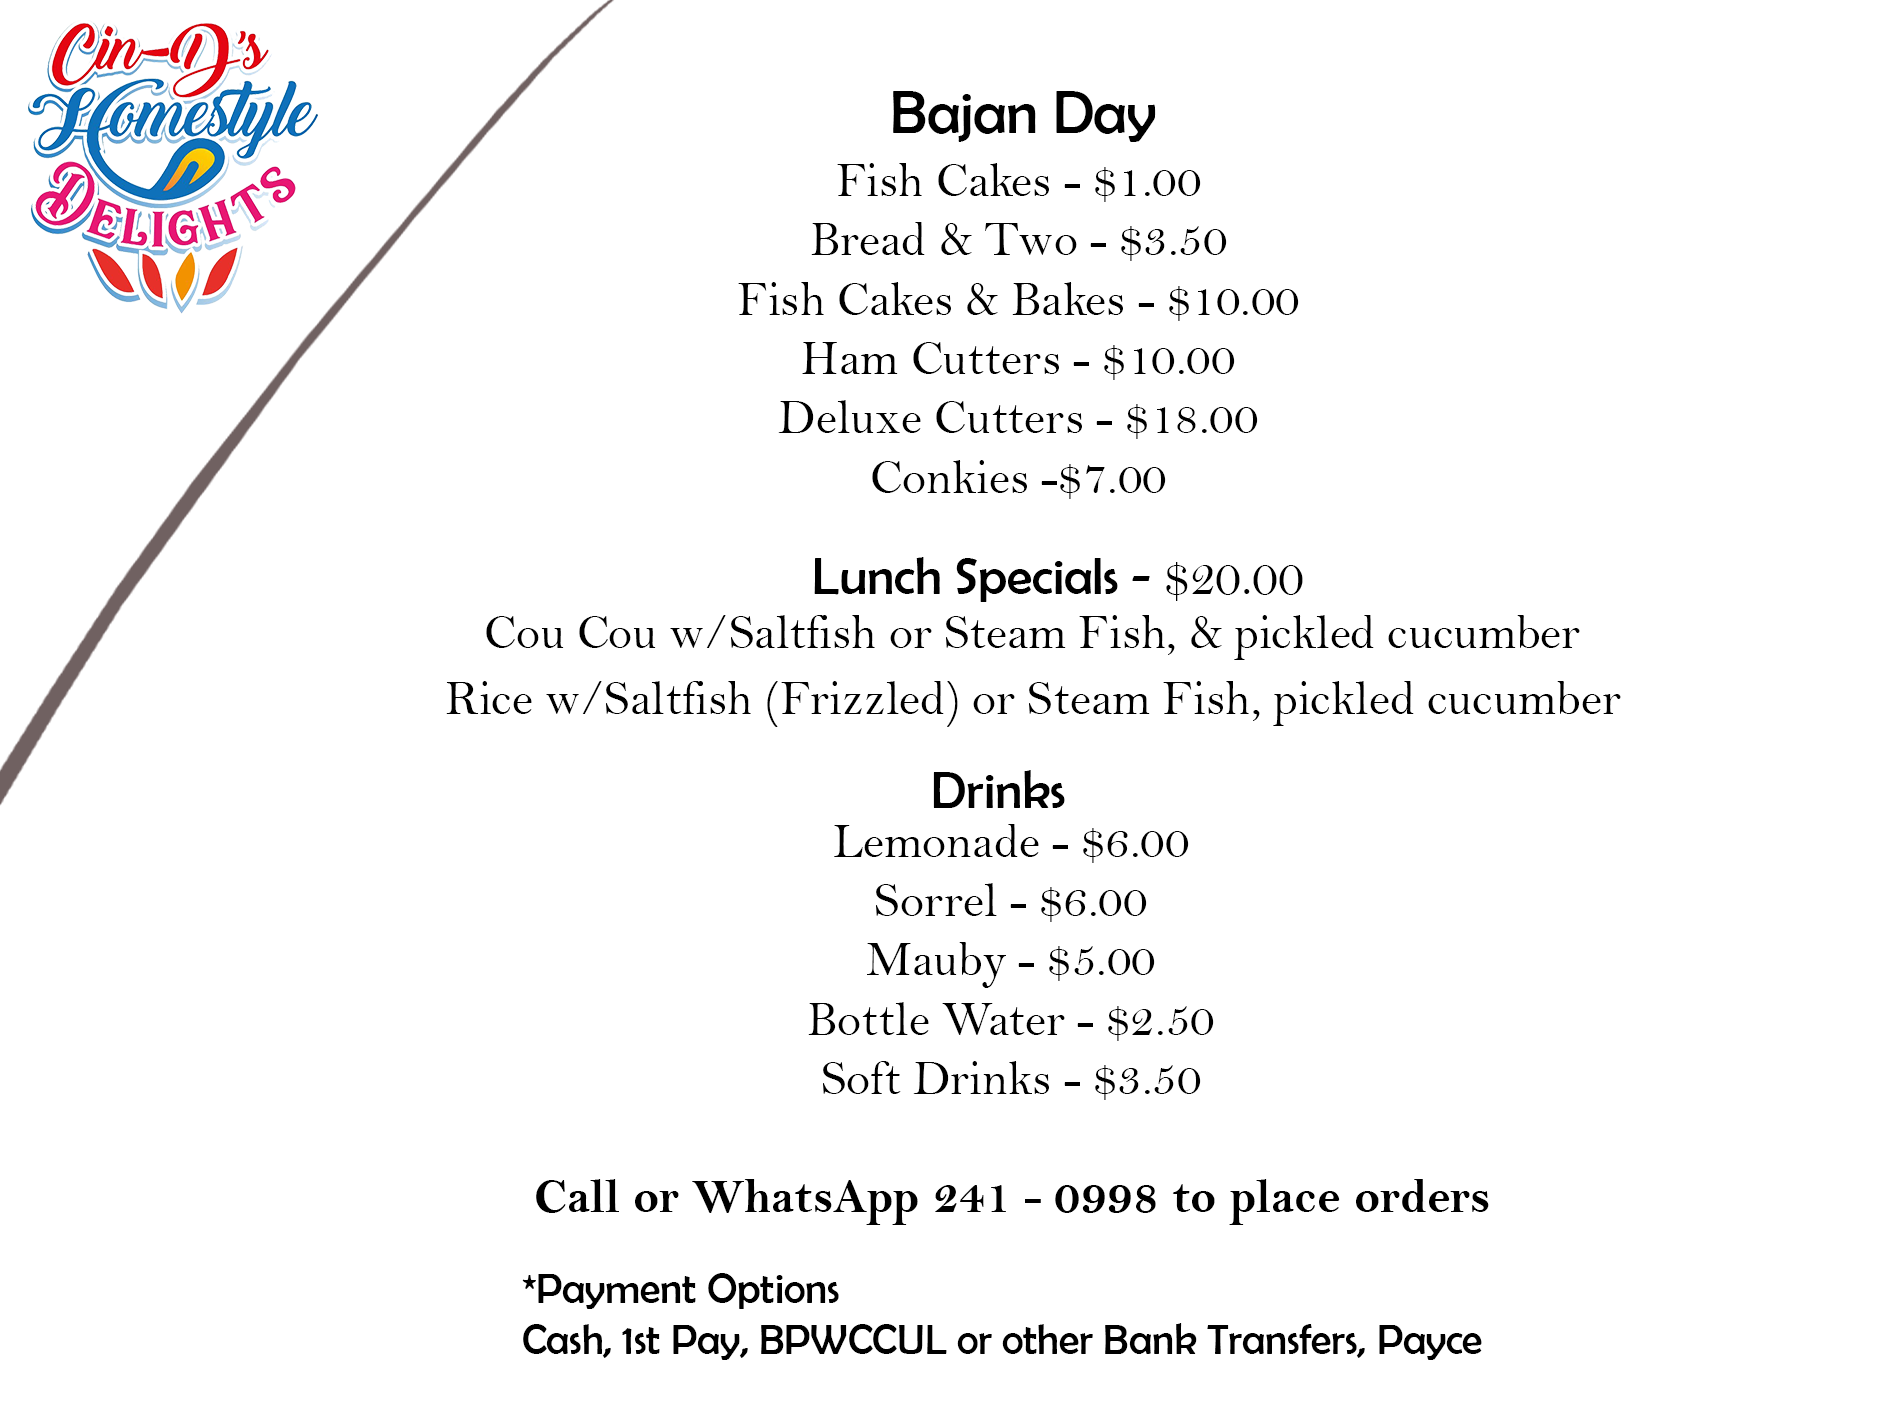 Cin-D's
Homestyle
DELIGHTS
Bajan Day
Fish Cakes - $1.00
Bread & Two - $3.50
Fish Cakes & Bakes - $10.00
Ham Cutters - $10.00
Deluxe Cutters - $18.00
Conkies -$7.00
Lunch Specials - $20.00
Cou Cou w/Saltfish or Steam Fish, & pickled cucumber
Rice w/Saltfish (Frizzled) or Steam Fish, pickled cucumber
Drinks
Lemonade - $6.00
Sorrel - $6.00
Mauby - $5.00
Bottle Water - $2.50
Soft Drinks - $3.50
Call or WhatsApp 241 - 0998 to place orders
*Payment Options
Cash, 1st Pay, BPWCCUL or other Bank Transfers, Payce